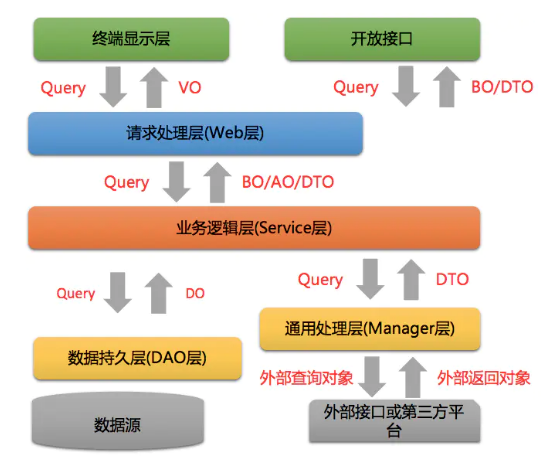 终端显示层
开放接口
Query
VO
Query
BO/DTO
请求处理层(Web层)
Query
BO/AO/DTO
业务逻辑层(Service层)
Query
DO
Query
DTO
通用处理层(Manager层)
数据持久层(DAO层)
外部查询对象
外部返回对象
数据源
外部接口或第三方平
台